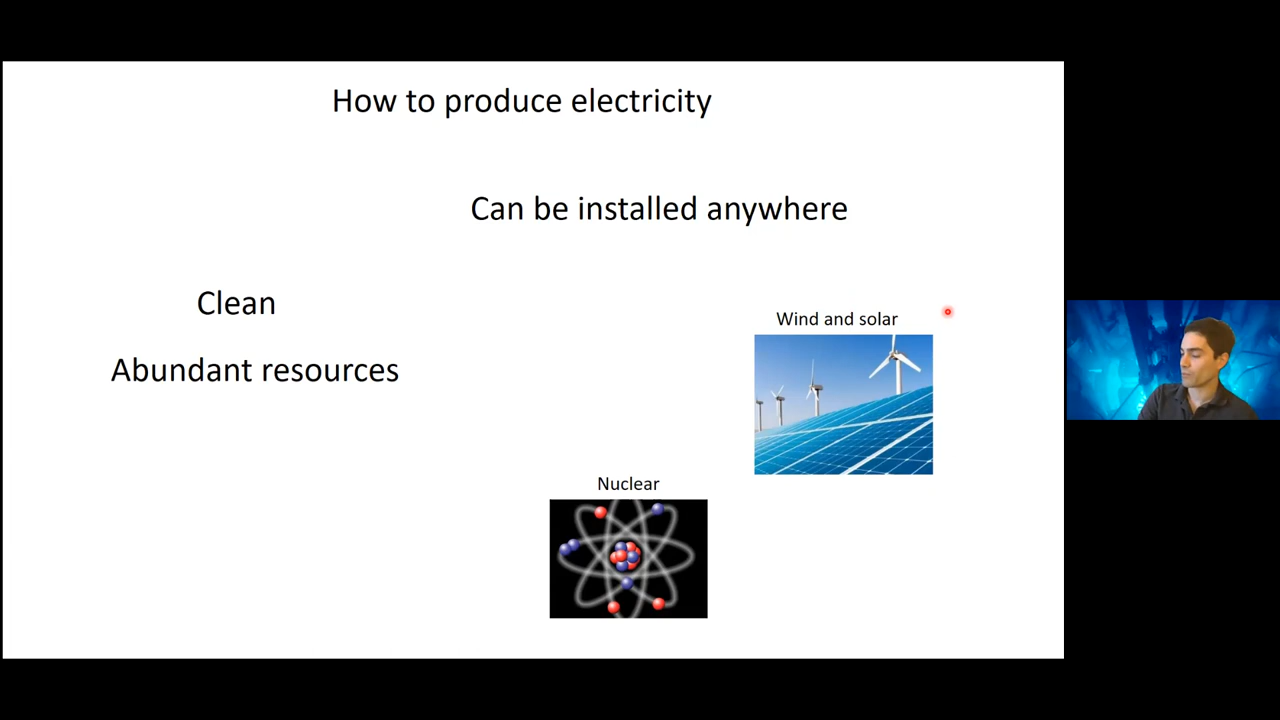 How to produce electricity
Can be installed anywhere
Clean
Abundant resources
Wind and solar
Nuclear